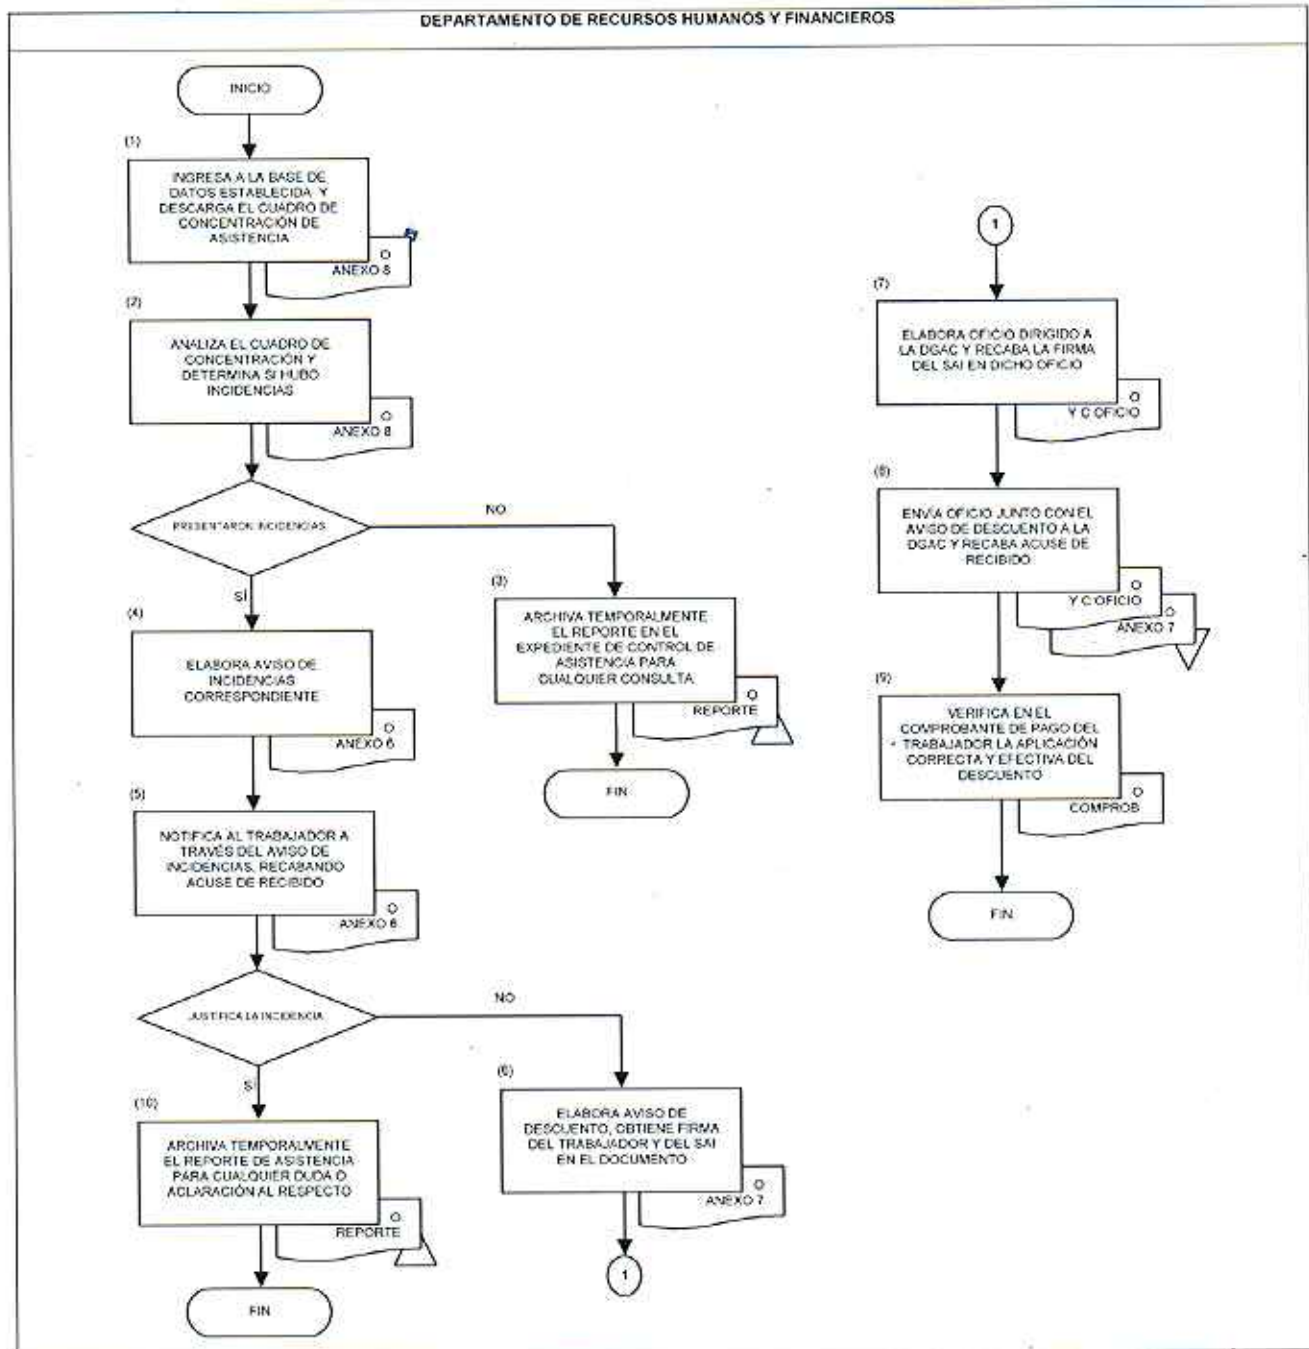 DEPARTAMENTO DE RECURSOS HUMANOS Y FINANCIEROS
INICIO
(1)
INGRESA A LA BASE DE
DATOS ESTABLECIDA Y
DESCARGA EL CUADRO DE
CONCENTRACIÓN DE
ASISTENCIA
O
ANEXO 8
(2)
ANALIZA EL CUADRO DE
CONCENTRACIÓN Y
DETERMINA SI HUBO
INCIDENCIAS
O
ANEXO 8
PRESENTARON INCIDENCIAS
NO
SÍ
(3)
ARCHIVA TEMPORALMENTE
EL REPORTE EN EL
EXPEDIENTE DE CONTROL DE
ASISTENCIA PARA
CUALQUIER CONSULTA
O
REPORTE
FIN
(4)
ELABORA AVISO DE
INCIDENCIAS
CORRESPONDIENTE
O
ANEXO 6
(5)
NOTIFICA AL TRABAJADOR A
TRAVÉS DEL AVISO DE
INCIDENCIAS, RECABANDO
ACUSE DE RECIBIDO
O
ANEXO 6
JUSTIFICA LA INCIDENCIA
NO
SÍ
(6)
ELABORA AVISO DE
DESCUENTO, OBTIENE FIRMA
DEL TRABAJADOR Y DEL SAI
EN EL DOCUMENTO
O
ANEXO 7
1
(10)
ARCHIVA TEMPORALMENTE
EL REPORTE DE ASISTENCIA
PARA CUALQUIER DUDA O
ACLARACIÓN AL RESPECTO
O
REPORTE
FIN
1
(7)
ELABORA OFICIO DIRIGIDO A
LA DGAC Y RECABA LA FIRMA
DEL SAI EN DICHO OFICIO
O
Y C OFICIO
(8)
ENVÍA OFICIO JUNTO CON EL
AVISO DE DESCUENTO A LA
DGAC Y RECABA ACUSE DE
RECIBIDO
O
Y C OFICIO
O
ANEXO 7
(9)
VERIFICA EN EL
COMPROBANTE DE PAGO DEL
TRABAJADOR LA APLICACIÓN
CORRECTA Y EFECTIVA DEL
DESCUENTO
O
COMPROB
FIN